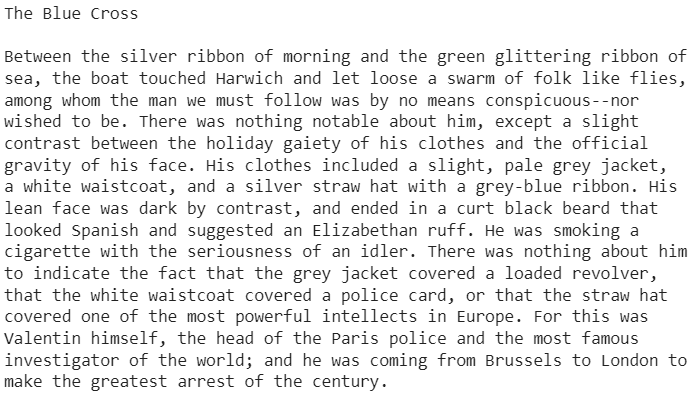 The Blue Cross
Between the silver ribbon of morning and the green glittering ribbon of
sea, the boat touched Harwich and let loose a swarm of folk like flies,
among whom the man we must follow was by no means conspicuous--nor
wished to be. There was nothing notable about him, except a slight
contrast between the holiday gaiety of his clothes and the official
gravity of his face. His clothes included a slight, pale grey jacket,
a white waistcoat, and a silver straw hat with a grey-blue ribbon. His
lean face was dark by contrast, and ended in a curt black beard that
looked Spanish and suggested an Elizabethan ruff. He was smoking a
cigarette with the seriousness of an idler. There was nothing about him
to indicate the fact that the grey jacket covered a loaded revolver,
that the white waistcoat covered a police card, or that the straw hat
covered one of the most powerful intellects in Europe. For this was
Valentin himself, the head of the Paris police and the most famous
investigator of the world; and he was coming from Brussels to London to
make the greatest arrest of the century.